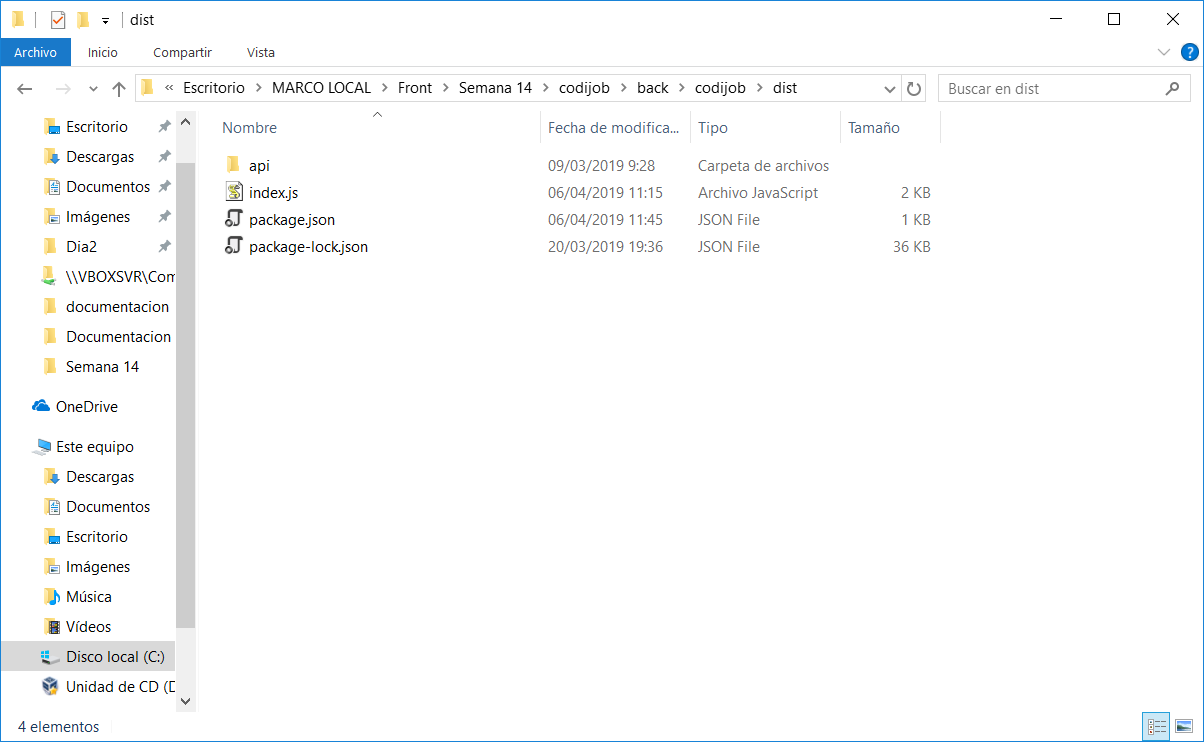 dist
Archivo Inicio Compartir Vista
« Escritorio MARCO LOCAL Front Semana 14 codijob back codijob dist
Buscar en dist
Escritorio
Descargas
Documentos
Imágenes
Dia2
\\VBOXSVR\Com
documentacion
Documentacion
Semana 14
OneDrive
Este equipo
Descargas
Documentos
Escritorio
Imágenes
Música
Vídeos
Disco local (C:)
Unidad de CD (D
Nombre Fecha de modifica... Tipo Tamaño
api 09/03/2019 9:28 Carpeta de archivos
index.js 06/04/2019 11:15 Archivo JavaScript 2 KB
package.json 06/04/2019 11:45 JSON File 1 KB
package-lock.json 20/03/2019 19:36 JSON File 36 KB
4 elementos